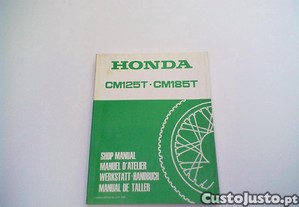 HONDA
CM125T · CM185T
SHOP MANUAL
MANUEL D'ATELIER
WERKSTATT-HANDBUCH
MANUAL DE TALLER
CustoJusto.pt